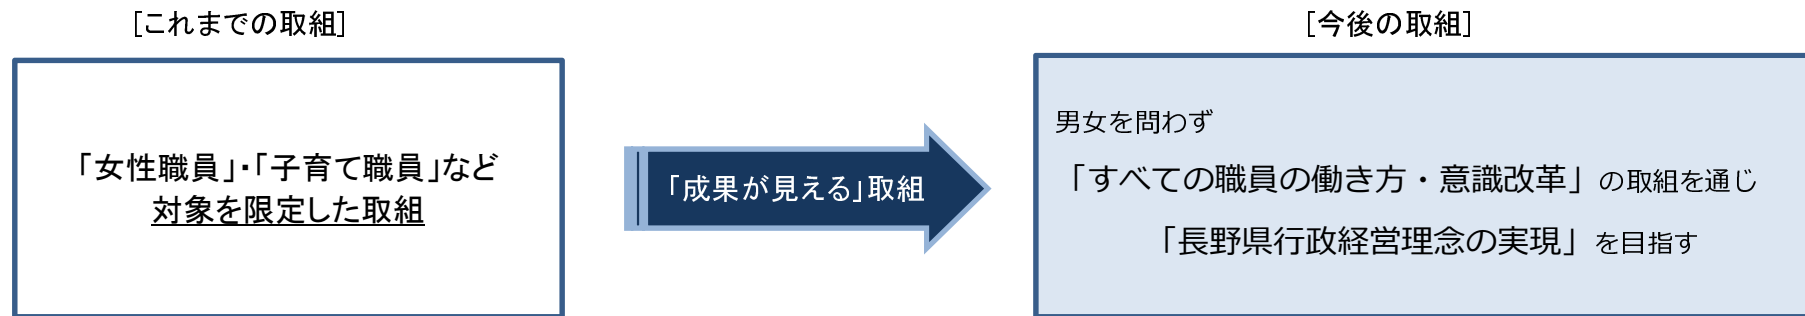 [これまでの取組]
「女性職員」・「子育て職員」など
対象を限定した取組
「成果が見える」取組
[今後の取組]
男女を問わず
「すべての職員の働き方・意識改革」の取組を通じ
「長野県行政経営理念の実現」を目指す